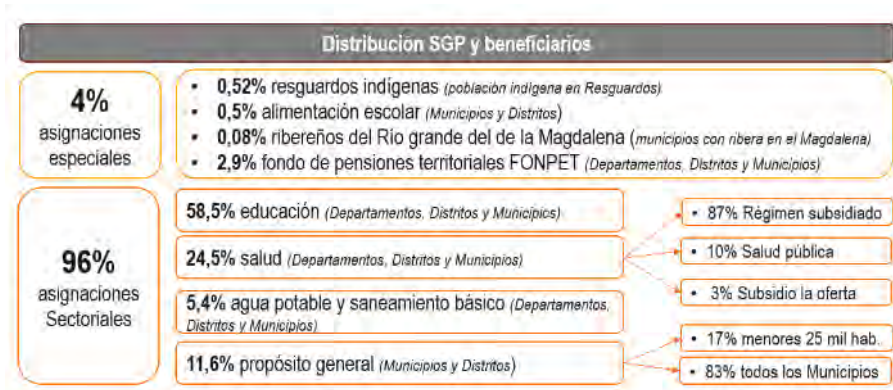 Distribución SGP y beneficiarios
4%
asignaciones
especiales
• 0,52% resguardos indígenas (población indígena en Resguardos)
• 0,5% alimentación escolar (Municipios y Distritos)
• 0,08% ribereños del Río grande del de la Magdalena (municipios con ribera en el Magdalena)
• 2,9% fondo de pensiones territoriales FONPET (Departamentos, Distritos y Municipios)
96%
asignaciones
Sectoriales
58,5% educación (Departamentos, Distritos y Municipios)
24,5% salud (Departamentos, Distritos y Municipios)
5,4% agua potable y saneamiento básico (Departamentos,
Distritos y Municipios)
11,6% propósito general (Municipios y Distritos)
• 87% Régimen subsidiado
• 10% Salud pública
• 3% Subsidio la oferta
• 17% menores 25 mil hab.
• 83% todos los Municipios